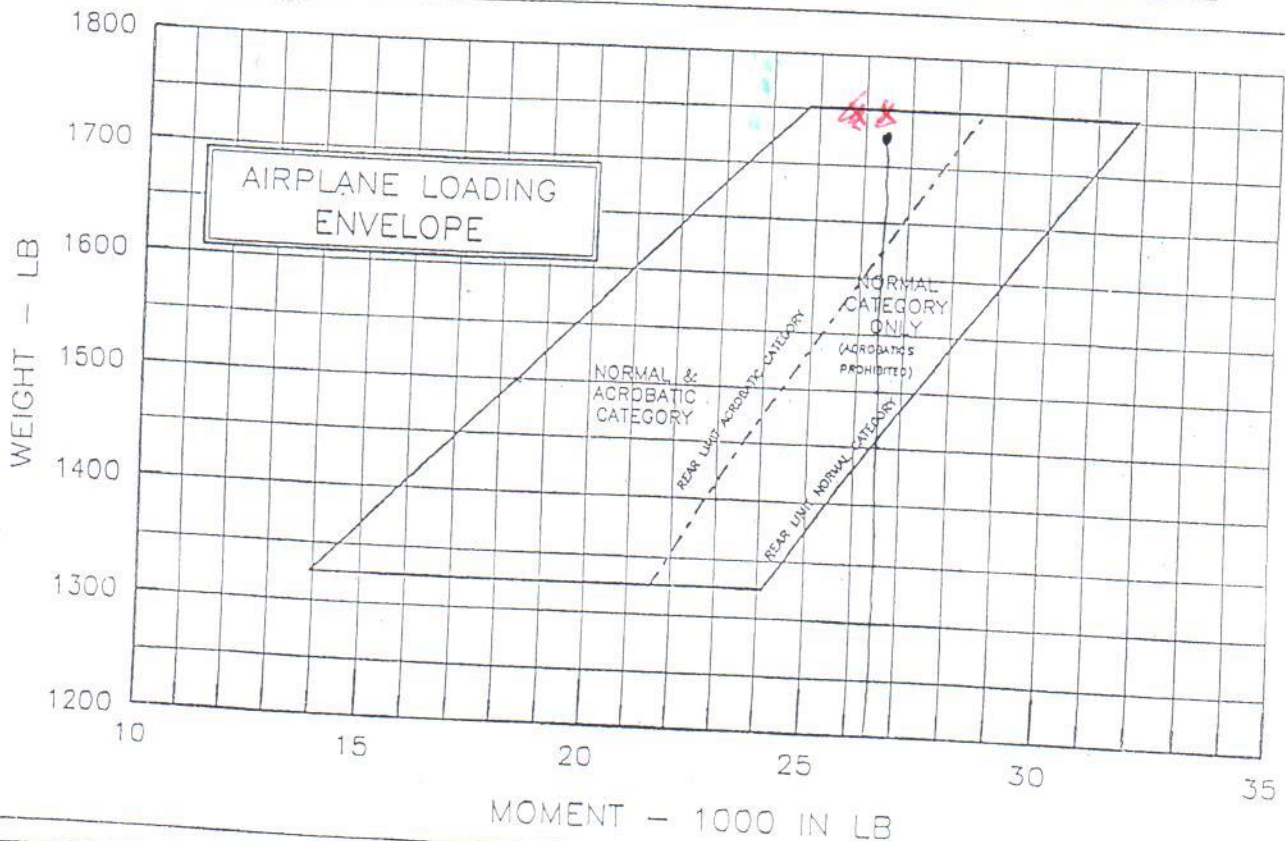 1800
1700
1600
1500
1400
1300
1200
WEIGHT - LB
AIRPLANE LOADING
ENVELOPE
NORMAL &
ACROBATIC
CATEGORY
REAR LIMIT ACROBATIC CATEGORY
NORMAL
CATEGORY
ONLY
(ACROBATICS
PROHIBITED)
REAR LIMIT NORMAL CATEGORY
10
15
20
25
30
35
MOMENT - 1000 IN LB